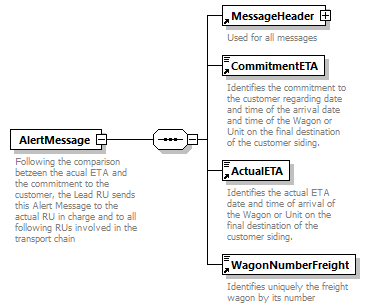 MessageHeader
Used for all messages
CommitmentETA
Identifies the commitment to
the customer regarding date
and time of the arrival date
and time of the Wagon or
Unit on the final destination
of the customer siding.
AlertMessage
Following the comparison
betzeen the acual ETA and
the commitment to the
customer, the Lead RU sends
this Alert Message to the
actual RU in charge and to all
following RUs involved in the
transport chain
ActualETA
Identifies the actual ETA
date and time of arrival of
the Wagon or Unit on the
final destination of the
customer siding.
WagonNumberFreight
Identifies uniquely the freight
wagon by its number